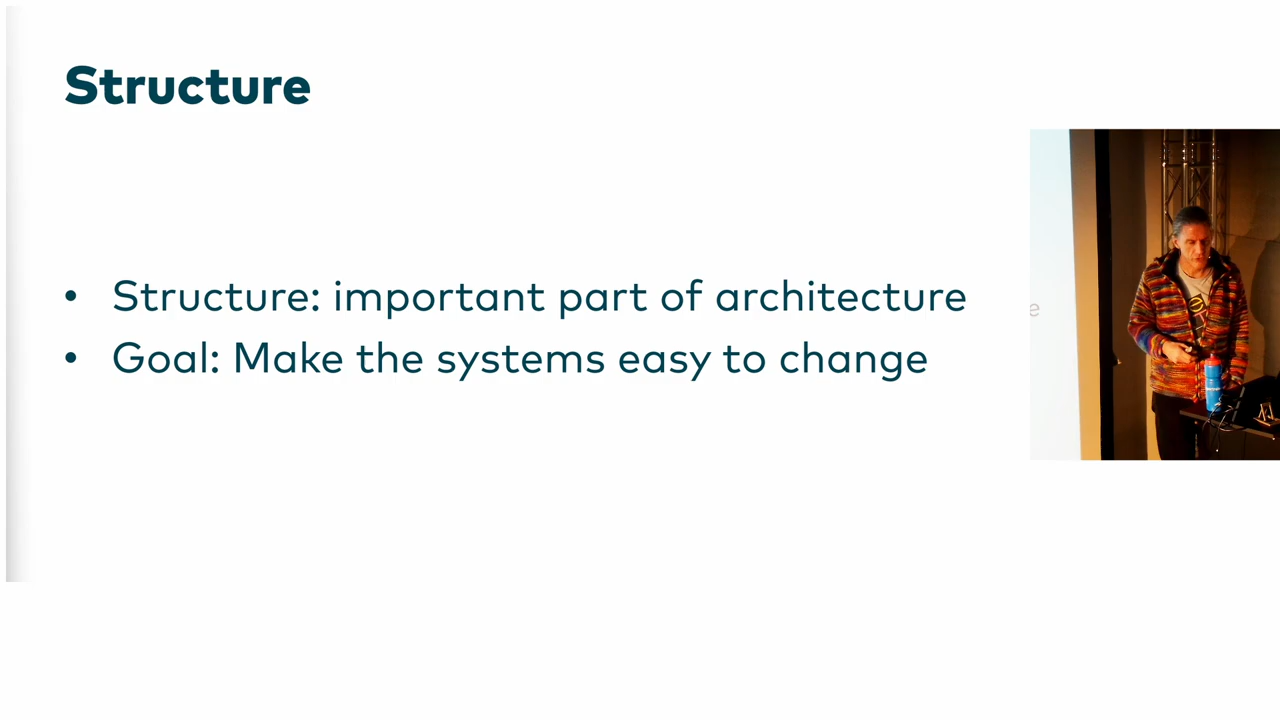 Structure
• Structure: important part of architecture
• Goal: Make the systems easy to change
e